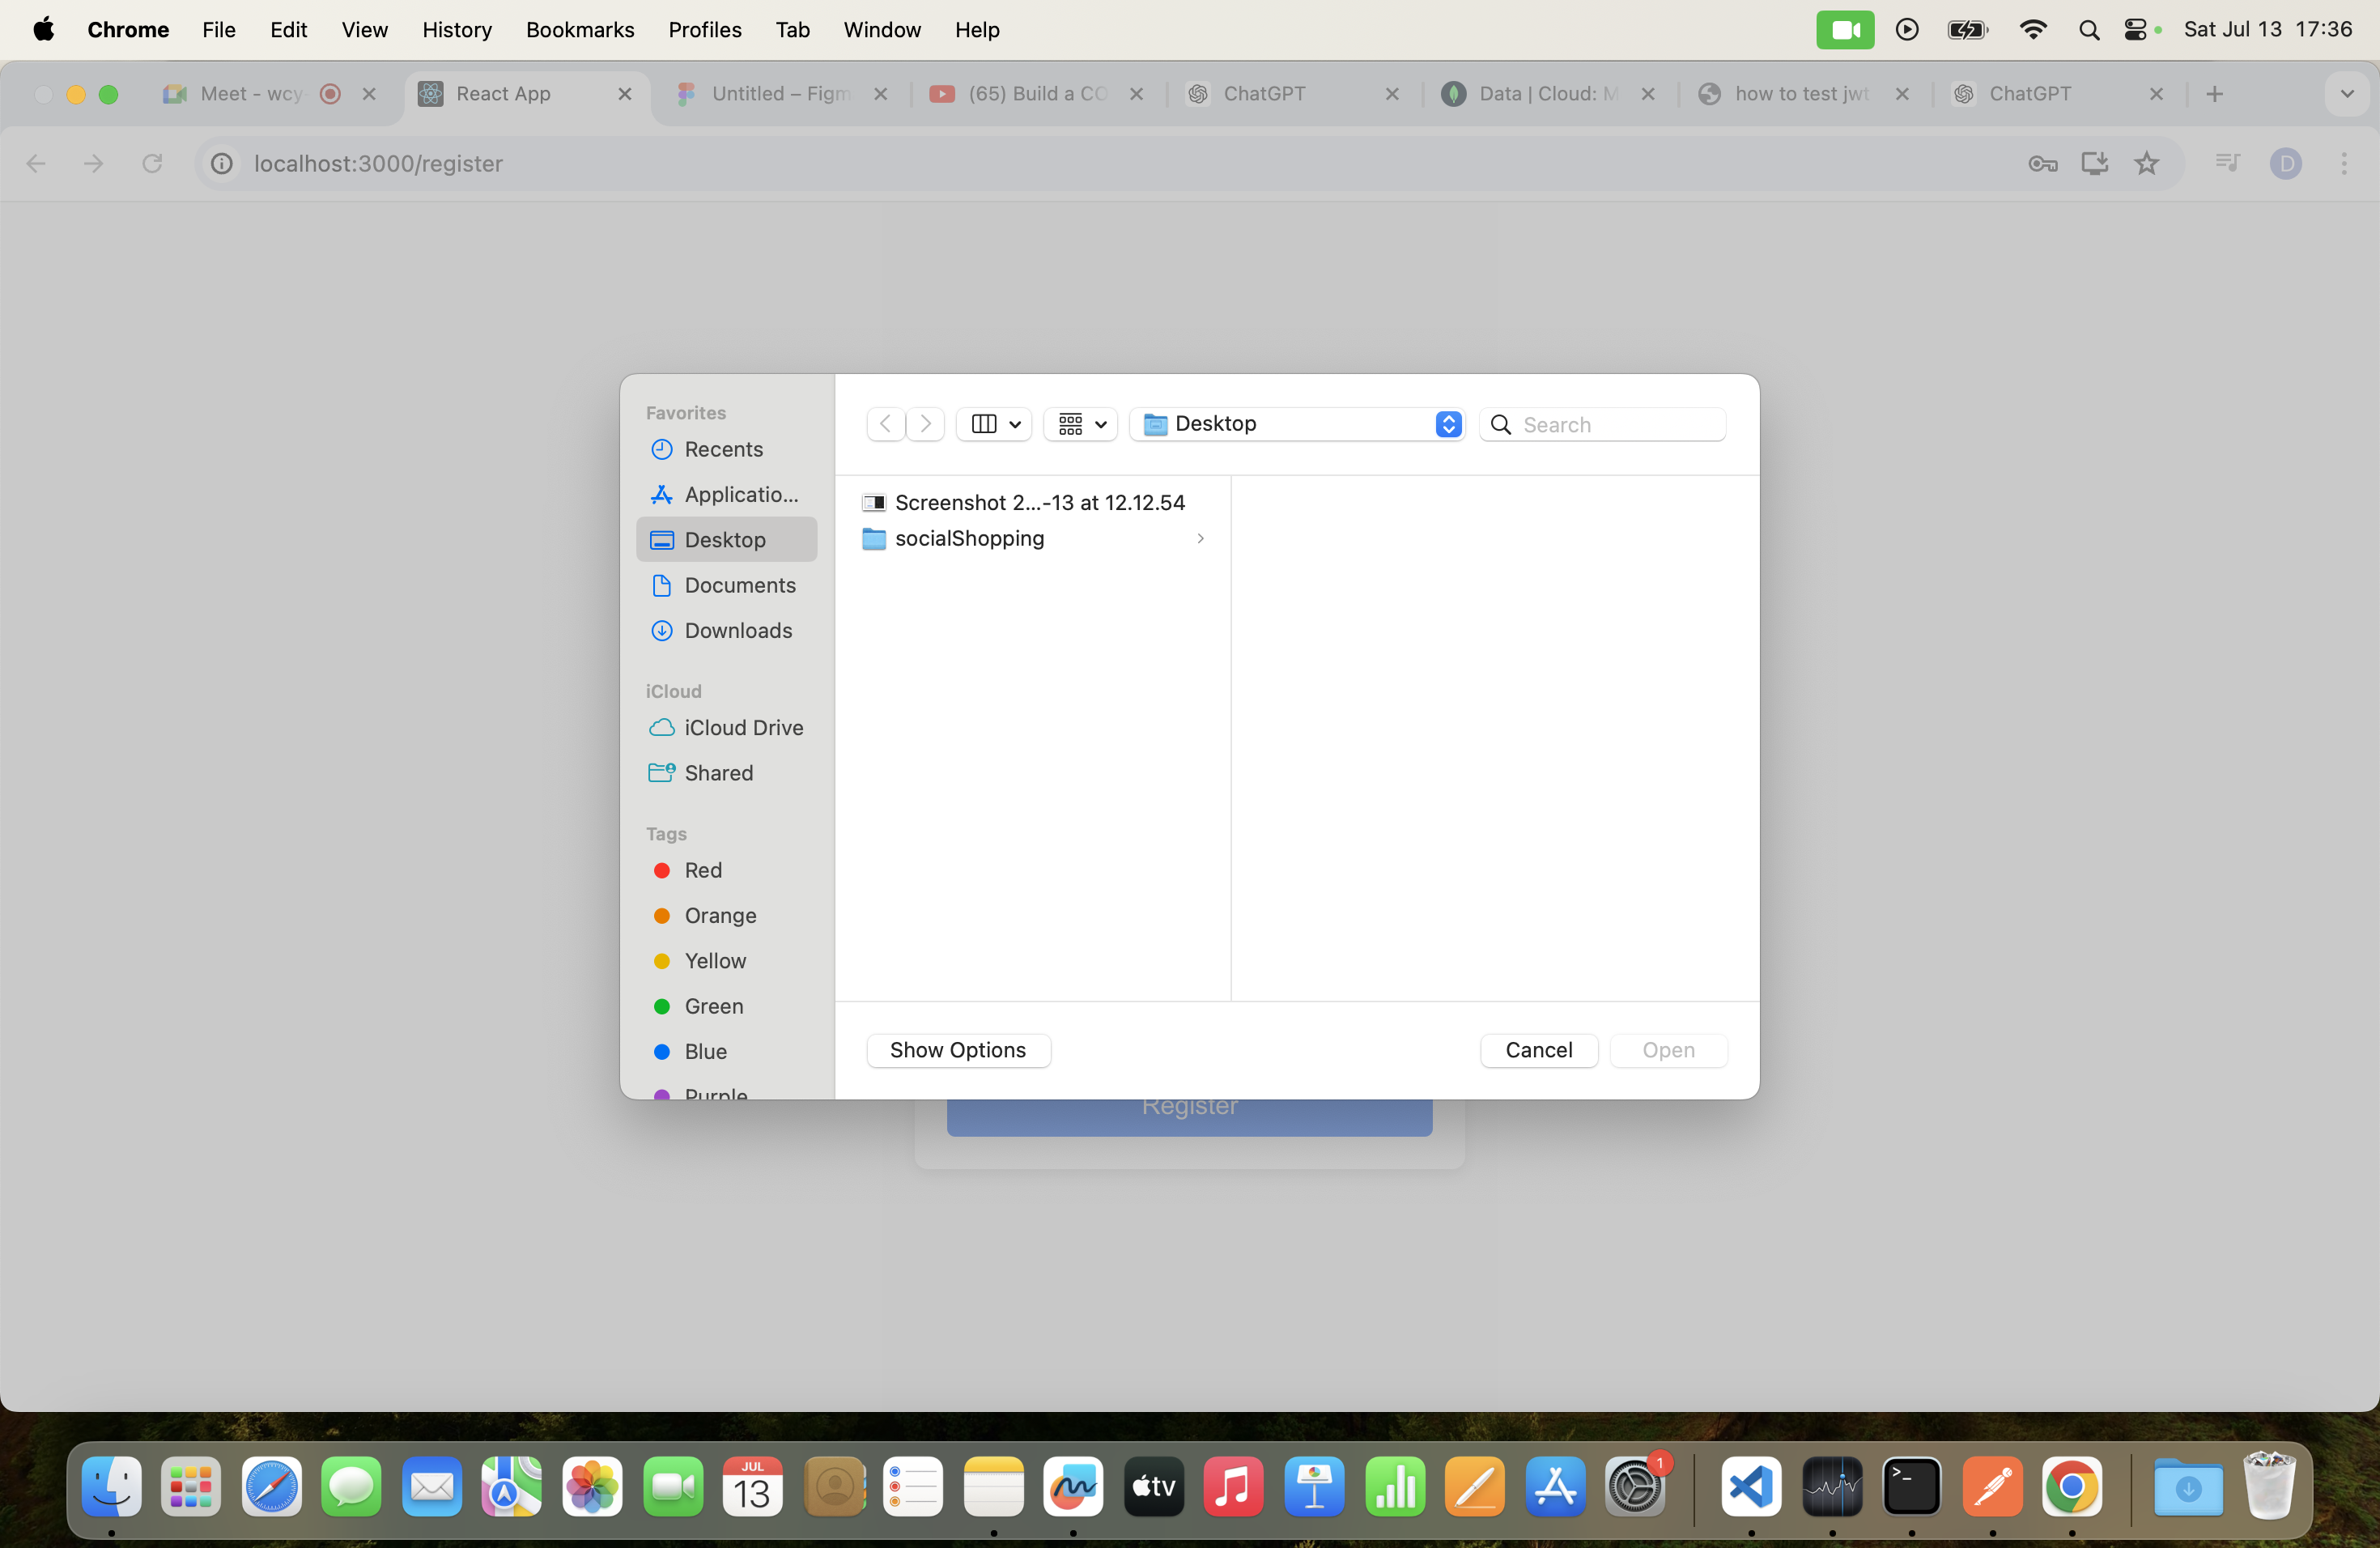 Chrome File Edit View History Bookmarks Profiles Tab Window Help Sat Jul 13 17:36
Meet - wcy- React App Untitled – Figm (65) Build a CO ChatGPT Data | Cloud: M how to test jwt ChatGPT
localhost:3000/register D
Favorites
Recents
Applicatio...
Desktop
Documents
Downloads
iCloud
iCloud Drive
Shared
Tags
Red
Orange
Yellow
Green
Blue
Purple
Desktop Search
Screenshot 2...-13 at 12.12.54
socialShopping
Show Options Cancel Open
Register
JUL
13
tv
1